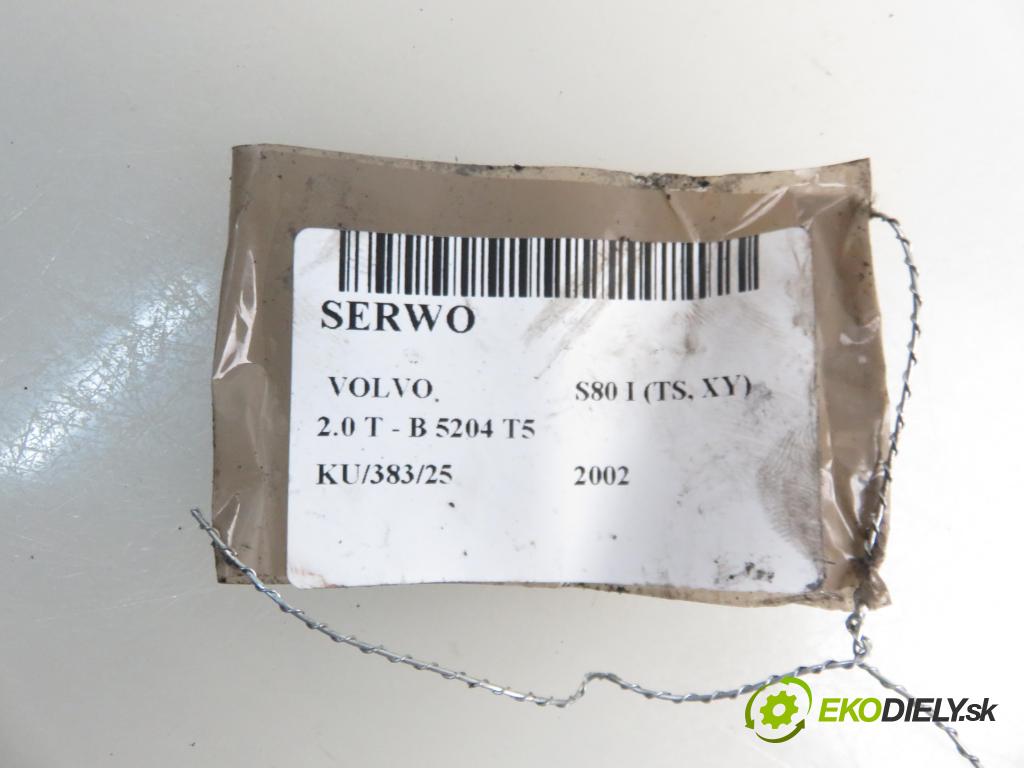 SERWO
VOLVO. S80 I (TS, XY)
2.0 T - B 5204 T5
KU/383/25 2002
EKODIELY.sk